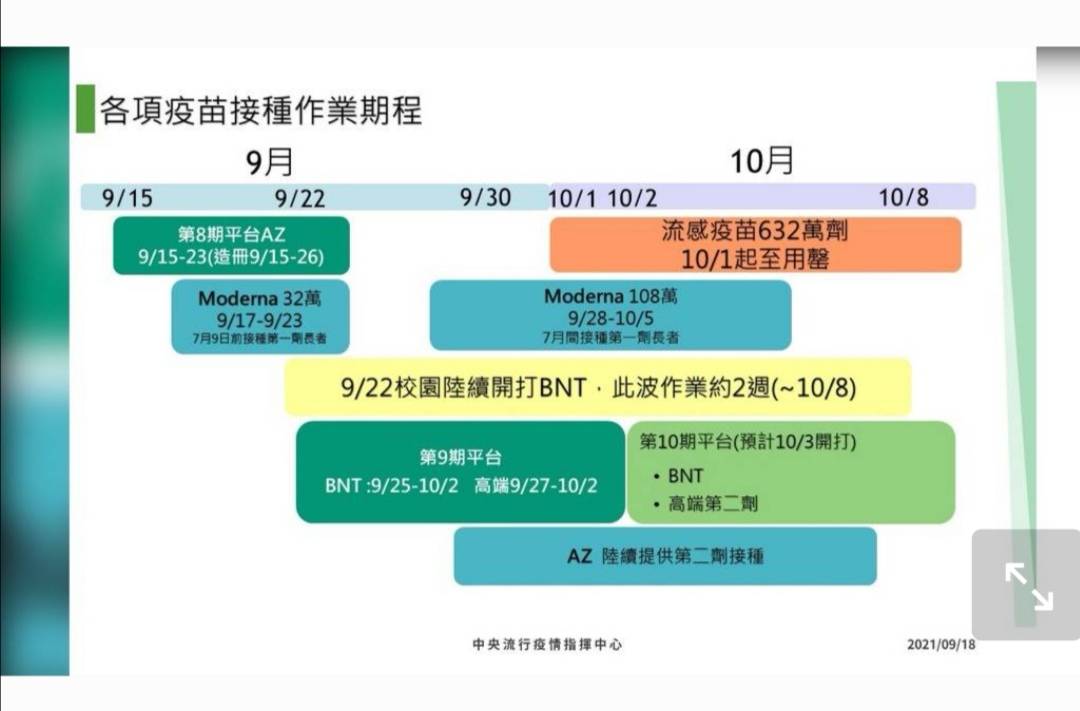 各項疫苗接種作業期程
9月
10月
9/15
9/22
9/30
10/1
10/2
10/8
第8期平台AZ
9/15-23(造冊9/15-26)
流感疫苗632萬劑
10/1起至用罄
Moderna 32萬
9/17-9/23
7月9日前接種第一劑長者
Moderna 108萬
9/28-10/5
7月間接種第一劑長者
9/22校園陸續開打BNT，此波作業約2週(~10/8)
第9期平台
BNT :9/25-10/2 高端9/27-10/2
第10期平台(預計10/3開打)
• BNT
• 高端第二劑
AZ 陸續提供第二劑接種
中央流行疫情指揮中心
2021/09/18